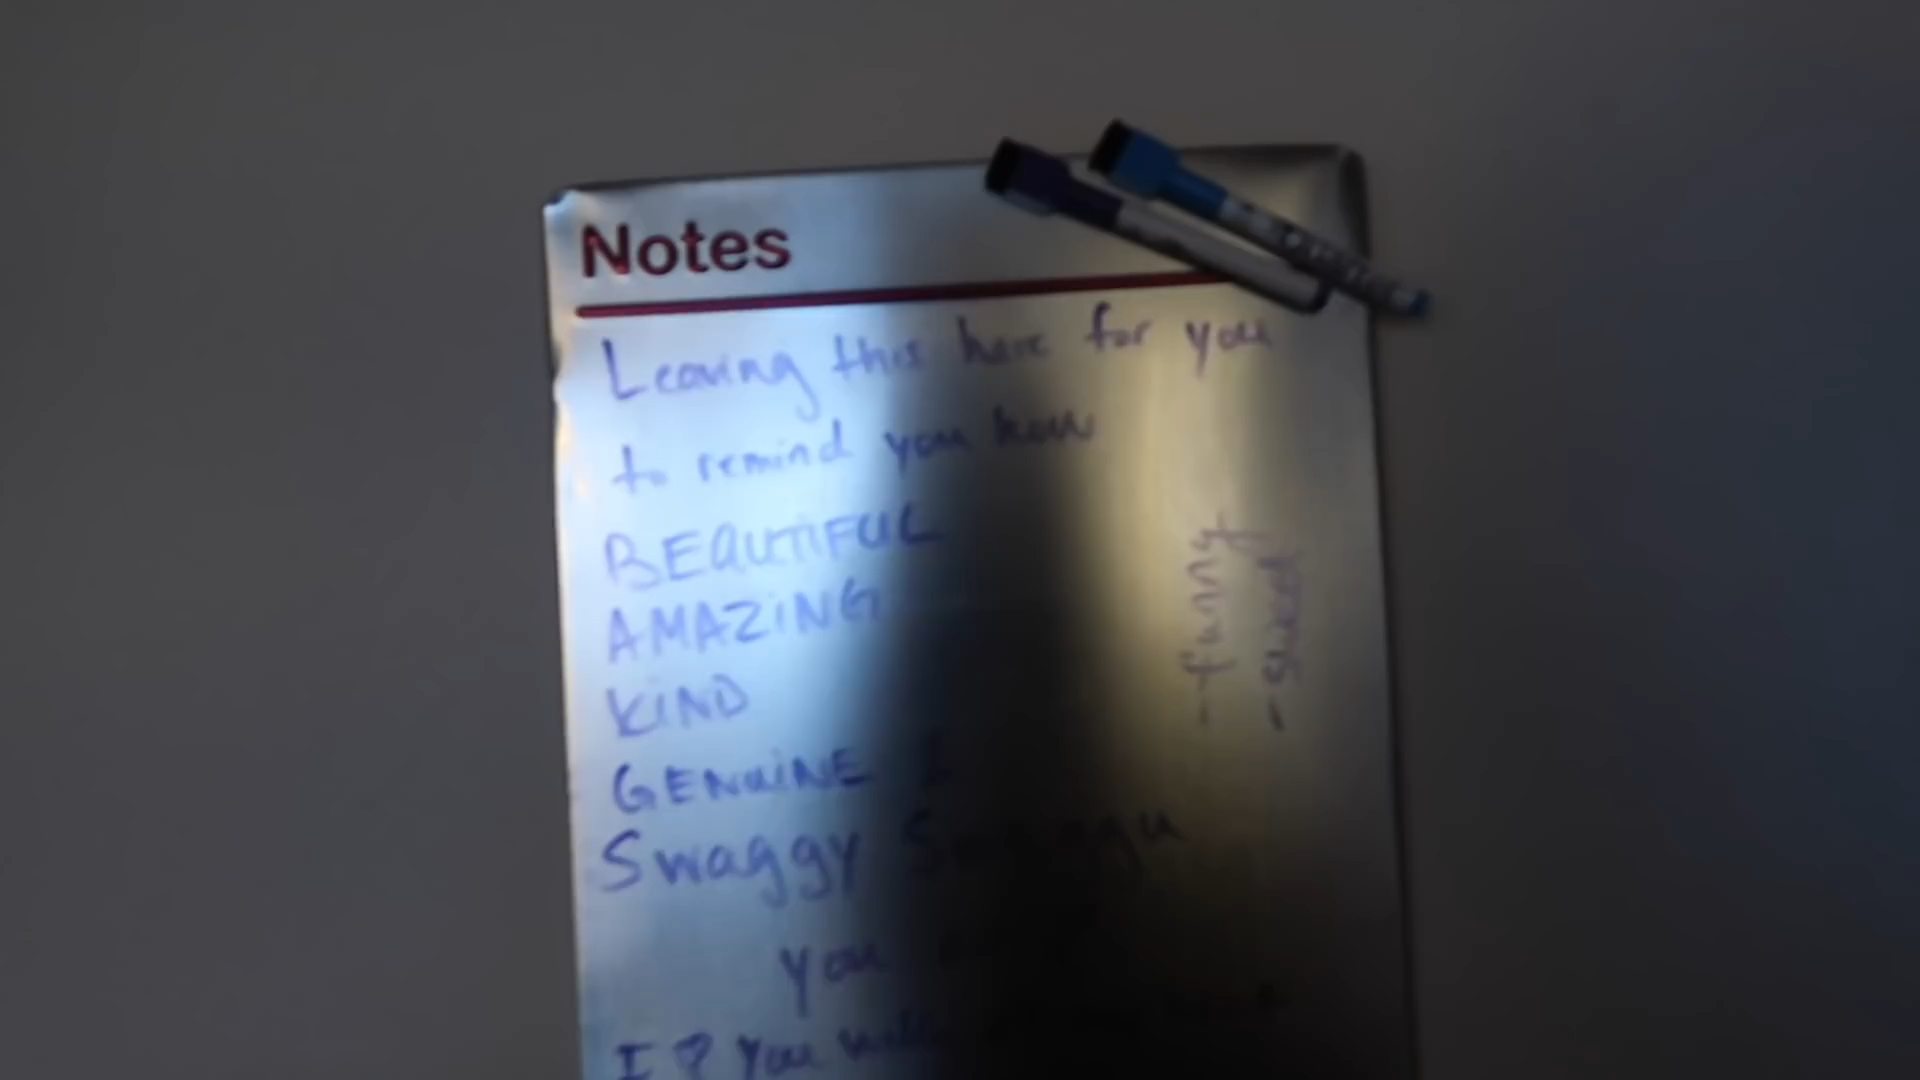 Notes
Leaving this here for you
to remind you how
BEAUTIFUL
AMAZING
KIND
GENUINE &
Swaggy
you
I you with
- funny
- sweet